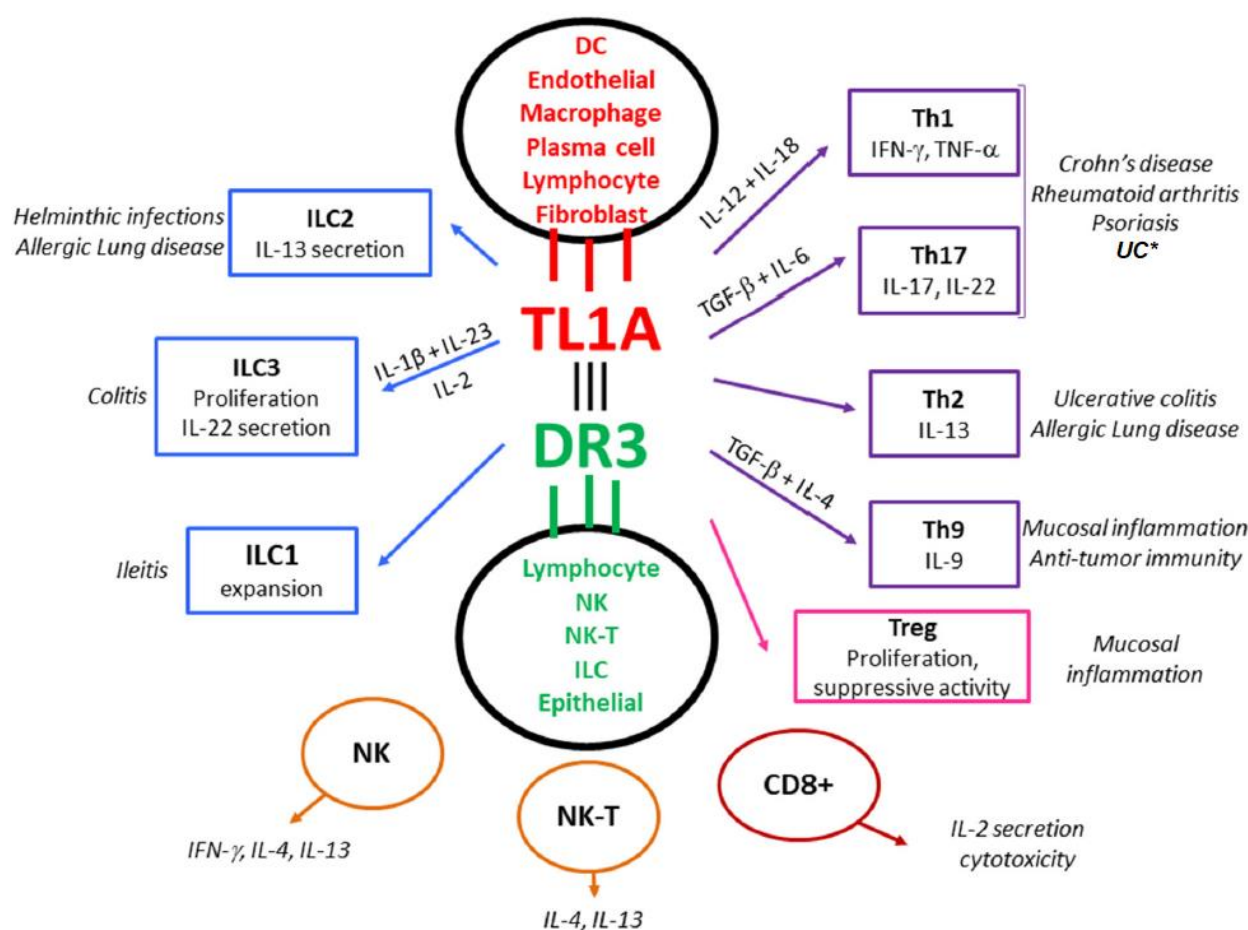 DC
Endothelial
Macrophage
Plasma cell
Lymphocyte
Fibroblast
TL1A
DR3
Lymphocyte
NK
NK-T
ILC
Epithelial
Helminthic infections
Allergic Lung disease
ILC2
IL-13 secretion
Colitis
ILC3
Proliferation
IL-22 secretion
IL-1β + IL-23
IL-2
Ileitis
ILC1
expansion
IL-12 + IL-18
Th1
IFN-γ, TNF-α
TGF-β + IL-6
Th17
IL-17, IL-22
Crohn's disease
Rheumatoid arthritis
Psoriasis
UC*
Th2
IL-13
Ulcerative colitis
Allergic Lung disease
TGF-β + IL-4
Th9
IL-9
Mucosal inflammation
Anti-tumor immunity
Treg
Proliferation,
suppressive activity
Mucosal
inflammation
NK
IFN-γ, IL-4, IL-13
NK-T
IL-4, IL-13
CD8+
IL-2 secretion
cytotoxicity